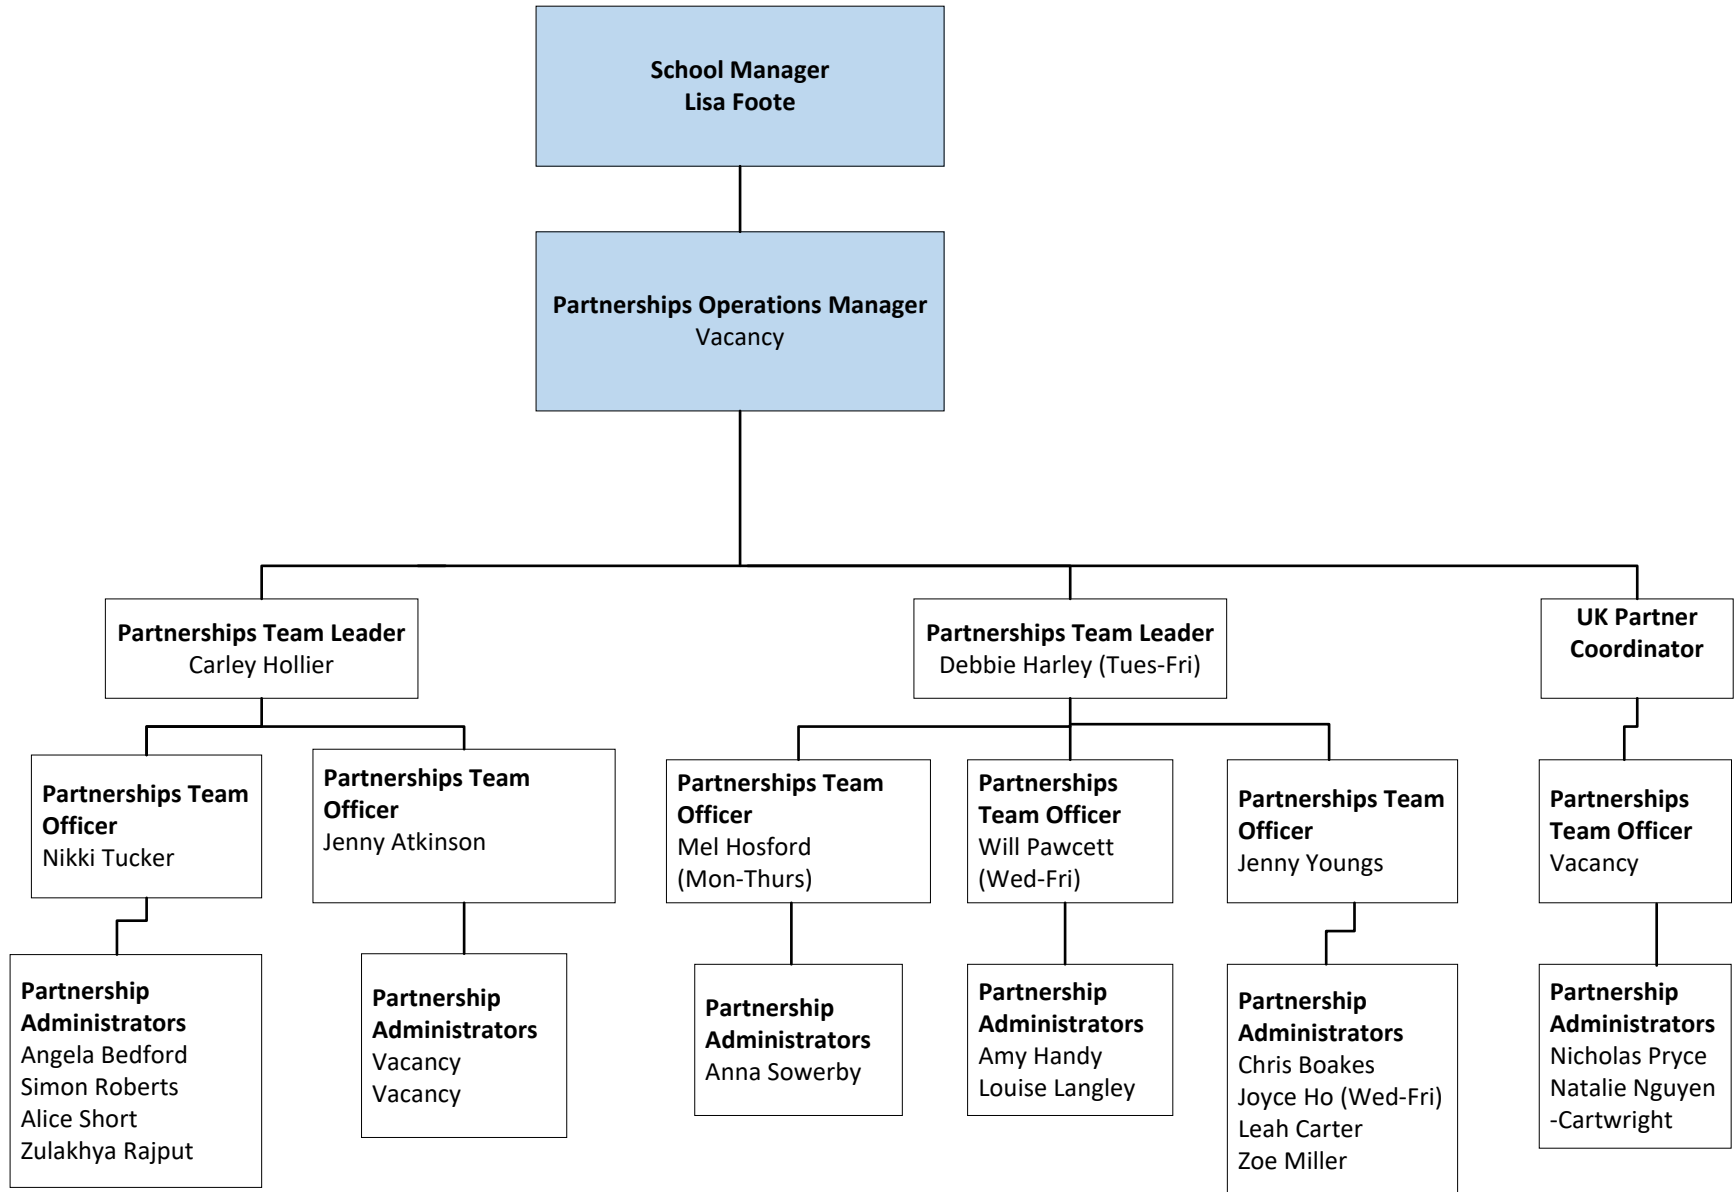 School Manager
Lisa Foote
Partnerships Operations Manager
Vacancy
Partnerships Team Leader
Carley Hollier
Partnerships Team Leader
Debbie Harley (Tues-Fri)
UK Partner
Coordinator
Partnerships Team
Officer
Nikki Tucker
Partnerships Team
Officer
Jenny Atkinson
Partnerships Team
Officer
Mel Hosford
(Mon-Thurs)
Partnerships
Team Officer
Will Pawcett
(Wed-Fri)
Partnerships Team
Officer
Jenny Youngs
Partnerships
Team Officer
Vacancy
Partnership
Administrators
Angela Bedford
Simon Roberts
Alice Short
Zulakhya Rajput
Partnership
Administrators
Vacancy
Vacancy
Partnership
Administrators
Anna Sowerby
Partnership
Administrators
Amy Handy
Louise Langley
Partnership
Administrators
Chris Boakes
Joyce Ho (Wed-Fri)
Leah Carter
Zoe Miller
Partnership
Administrators
Nicholas Pryce
Natalie Nguyen
-Cartwright